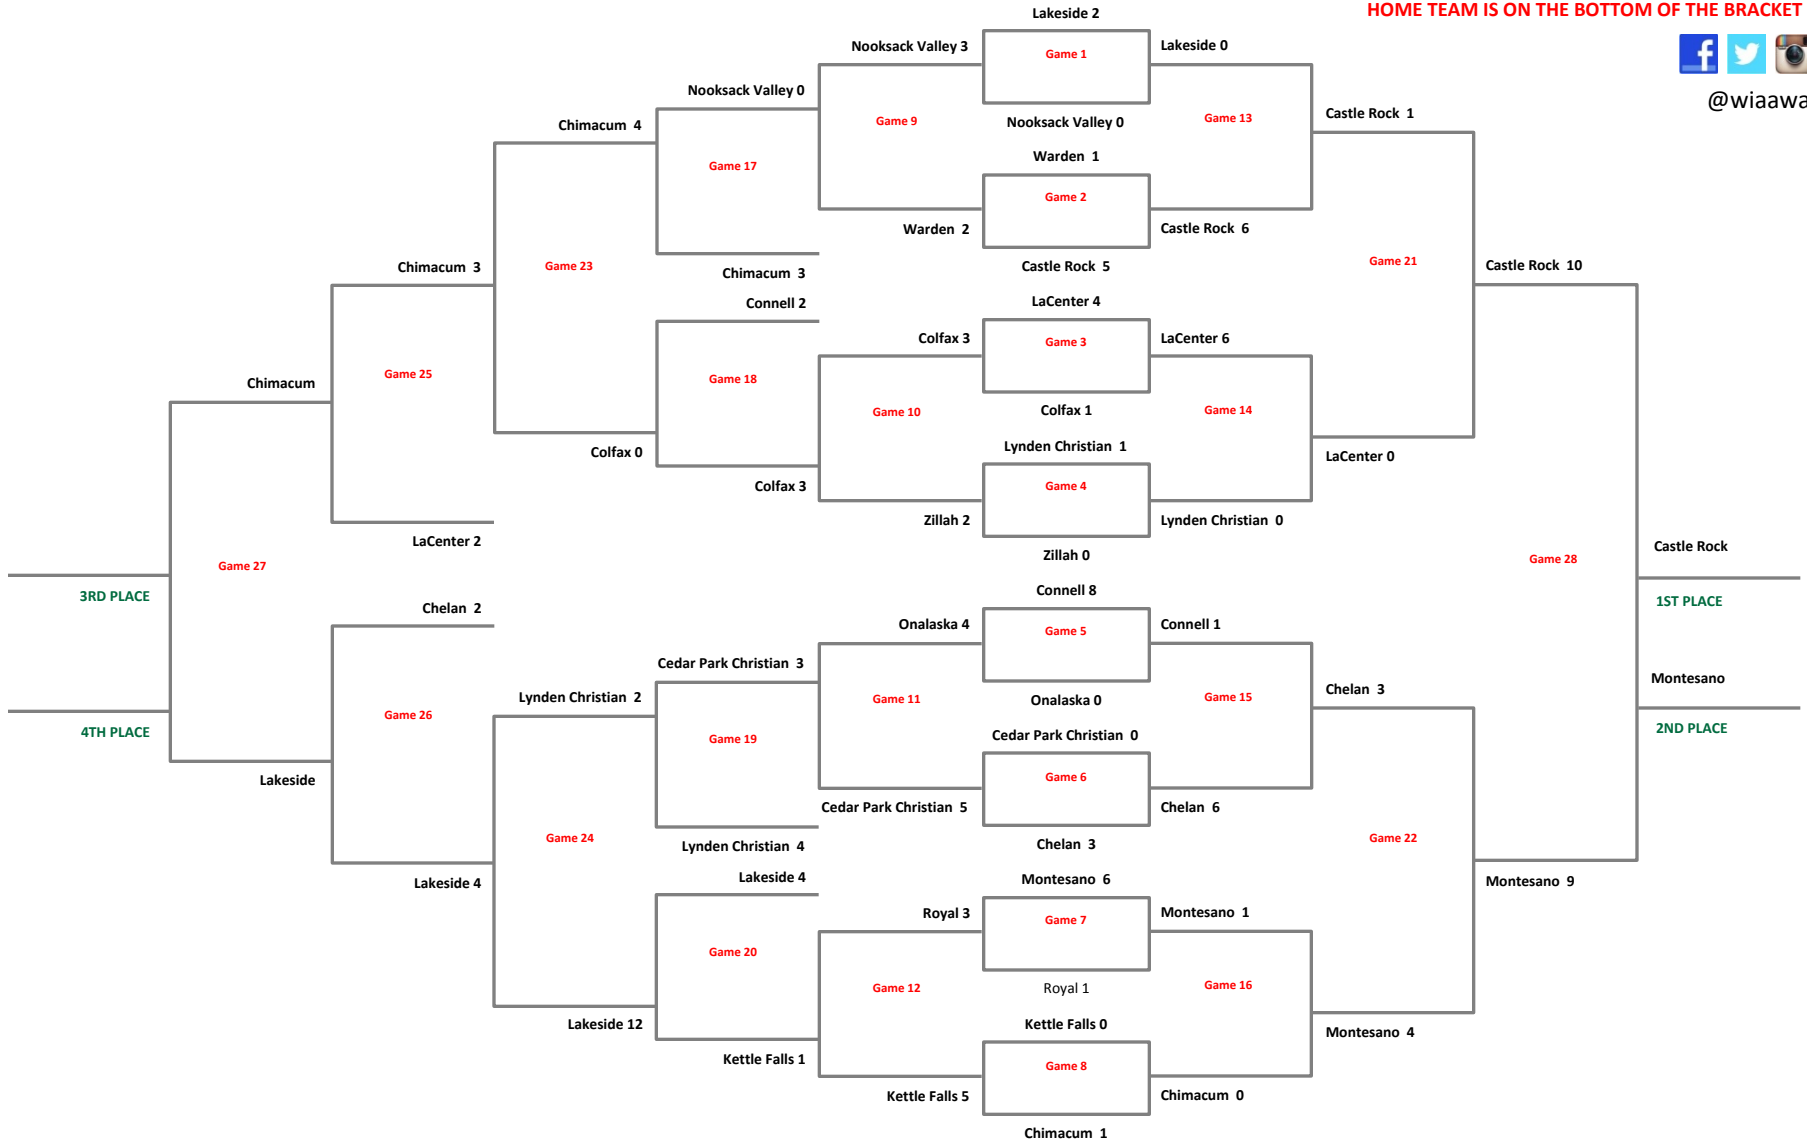 Lakeside 2
HOME TEAM IS ON THE BOTTOM OF THE BRACKET
Nooksack Valley 3
Game 1
Lakeside 0
@wiaawa
Nooksack Valley 0
Castle Rock 1
Chimacum 4
Game 9
Nooksack Valley 0
Game 13
Warden 1
Game 17
Game 2
Warden 2
Castle Rock 6
Chimacum 3
Game 23
Chimacum 3
Castle Rock 5
Game 21
Castle Rock 10
Connell 2
LaCenter 4
Colfax 3
Game 3
LaCenter 6
Chimacum
Game 25
Game 18
Game 10
Colfax 1
Game 14
Colfax 0
Lynden Christian 1
LaCenter 0
Colfax 3
Game 4
Zillah 2
Lynden Christian 0
LaCenter 2
Zillah 0
Castle Rock
Game 27
Game 28
3RD PLACE
Connell 8
1ST PLACE
Chelan 2
Onalaska 4
Game 5
Connell 1
Cedar Park Christian 3
Montesano
Lynden Christian 2
Game 11
Onalaska 0
Game 15
Chelan 3
Game 26
4TH PLACE
Game 19
Cedar Park Christian 0
2ND PLACE
Lakeside
Game 6
Cedar Park Christian 5
Chelan 6
Game 24
Lynden Christian 4
Chelan 3
Game 22
Lakeside 4
Lakeside 4
Montesano 6
Montesano 9
Royal 3
Game 7
Montesano 1
Game 20
Game 12
Royal 1
Game 16
Lakeside 12
Kettle Falls 0
Montesano 4
Kettle Falls 1
Game 8
Kettle Falls 5
Chimacum 0
Chimacum 1